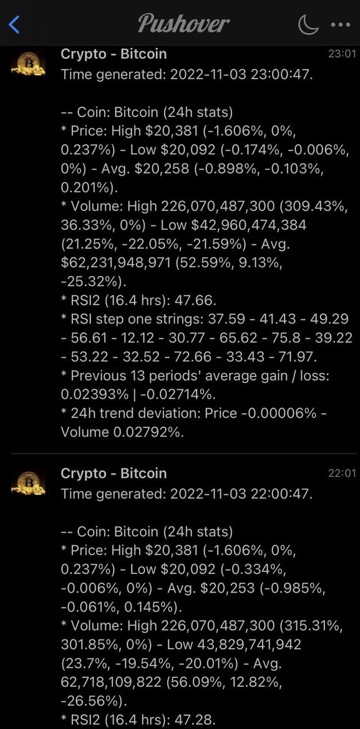 Pushover
Crypto - Bitcoin
23:01
Time generated: 2022-11-03 23:00:47.
-- Coin: Bitcoin (24h stats)
* Price: High $20,381 (-1.606%, 0%,
0.237%) - Low $20,092 (-0.174%, -0.006%,
0%) - Avg. $20,258 (-0.898%, -0.103%,
0.201%).
* Volume: High 226,070,487,300 (309.43%,
36.33%, 0%) - Low $42,960,474,384
(21.25%, -22.05%, -21.59%) - Avg.
$62,231,948,971 (52.59%, 9.13%,
-25.32%).
* RSI2 (16.4 hrs): 47.66.
* RSI step one strings: 37.59 - 41.43 - 49.29
- 56.61 - 12.12 - 30.77 - 65.62 - 75.8 - 39.22
- 53.22 - 32.52 - 72.66 - 33.43 - 71.97.
* Previous 13 periods' average gain / loss:
0.02393% | -0.02714%.
* 24h trend deviation: Price -0.00006% -
Volume 0.02792%.
Crypto - Bitcoin
22:01
Time generated: 2022-11-03 22:00:47.
-- Coin: Bitcoin (24h stats)
* Price: High $20,381 (-1.606%, 0%,
0.237%) - Low $20,092 (-0.334%,
-0.006%, 0%) - Avg. $20,253 (-0.985%,
-0.061%, 0.145%).
* Volume: High 226,070,487,300 (315.31%,
301.85%, 0%) - Low 43,829,741,942
(23.7%, -19.54%, -20.01%) - Avg.
62,718,109,822 (56.09%, 12.82%,
-26.56%).
* RSI2 (16.4 hrs): 47.28.